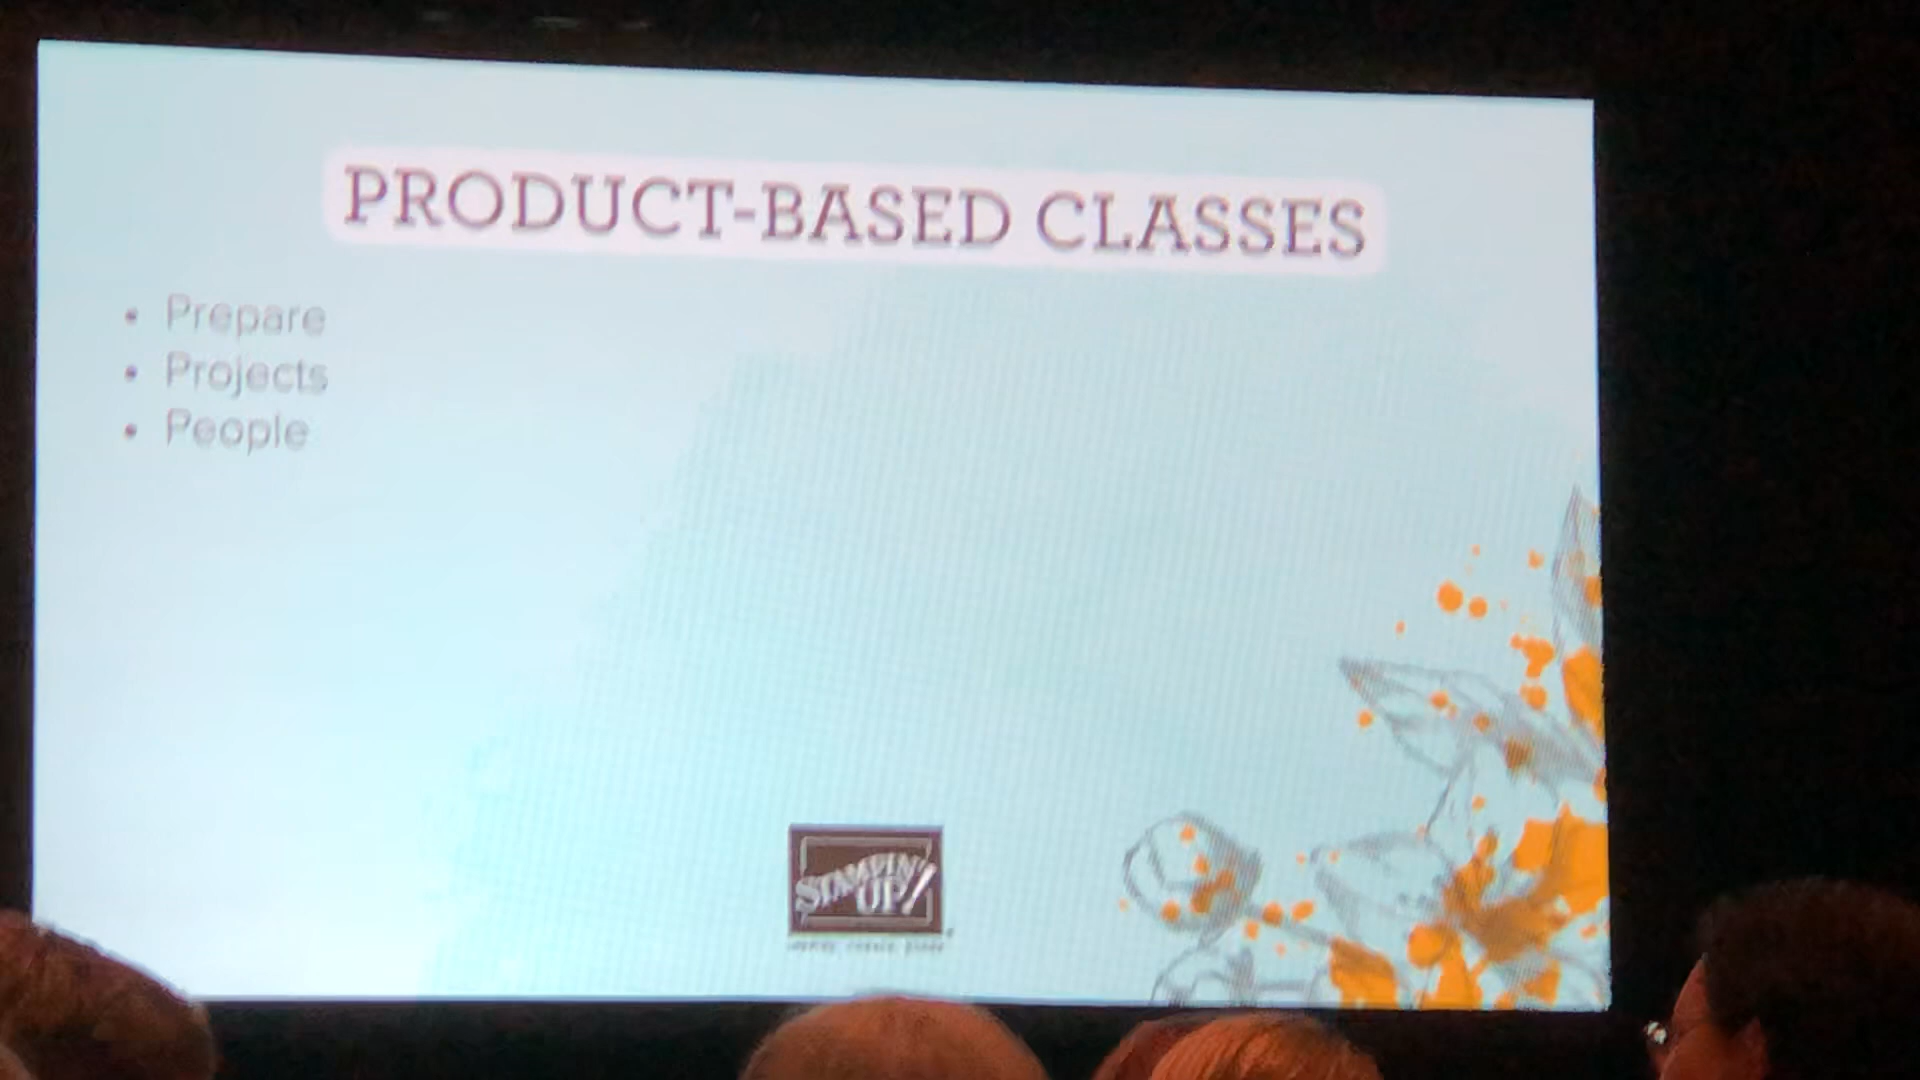 PRODUCT-BASED CLASSES
• Prepare
• Projects
• People
STAMPIN'
UP!